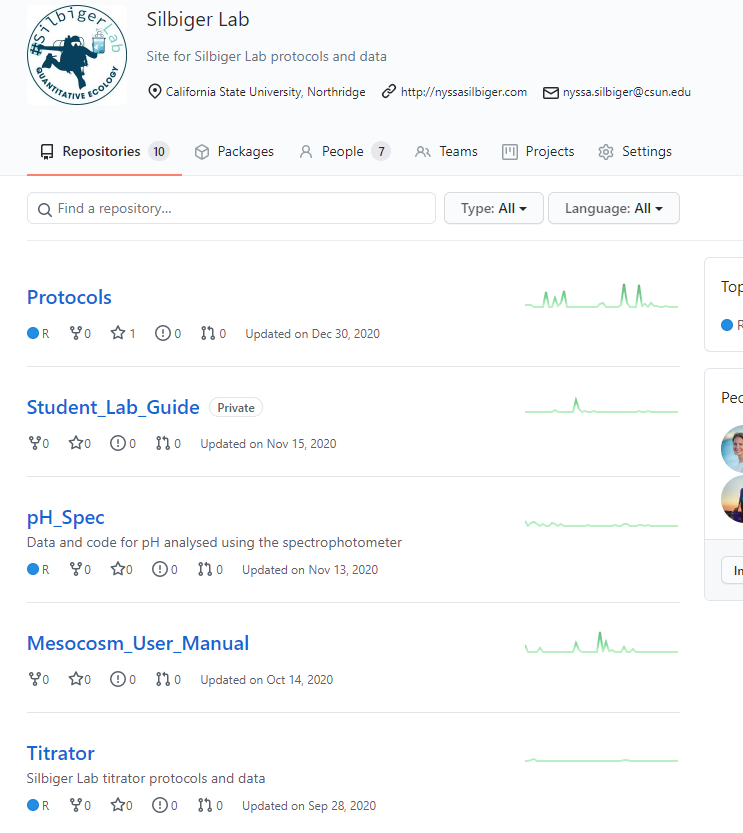 #SilbigerLab
QUANTITATIVE ECOLOGY
Silbiger Lab
Site for Silbiger Lab protocols and data
California State University, Northridge http://nyssasilbiger.com nyssa.silbiger@csun.edu
Repositories 10 Packages People 7 Teams Projects Settings
Find a repository... Type: All Language: All
Top
Protocols
R 0 1 0 0 Updated on Dec 30, 2020
R
Student_Lab_Guide Private
0 0 0 0 Updated on Nov 15, 2020
Peo
pH_Spec
Data and code for pH analysed using the spectrophotometer
R 0 0 0 0 Updated on Nov 13, 2020
In
Mesocosm_User_Manual
0 0 0 0 Updated on Oct 14, 2020
Titrator
Silbiger Lab titrator protocols and data
R 0 0 0 0 Updated on Sep 28, 2020